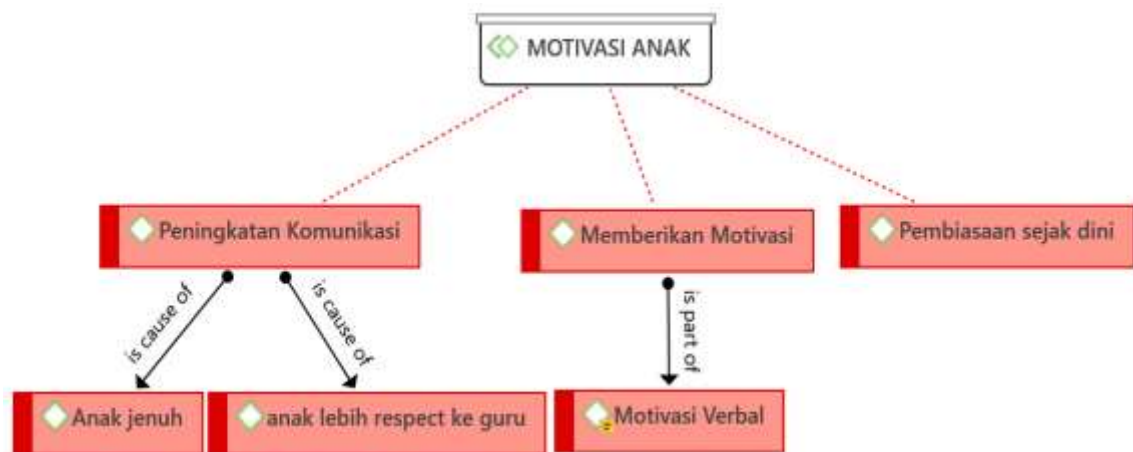 MOTIVASI ANAK
Peningkatan Komunikasi
Memberikan Motivasi
Pembiasaan sejak dini
is cause of
is cause of
is part of
Anak jenuh
anak lebih respect ke guru
Motivasi Verbal